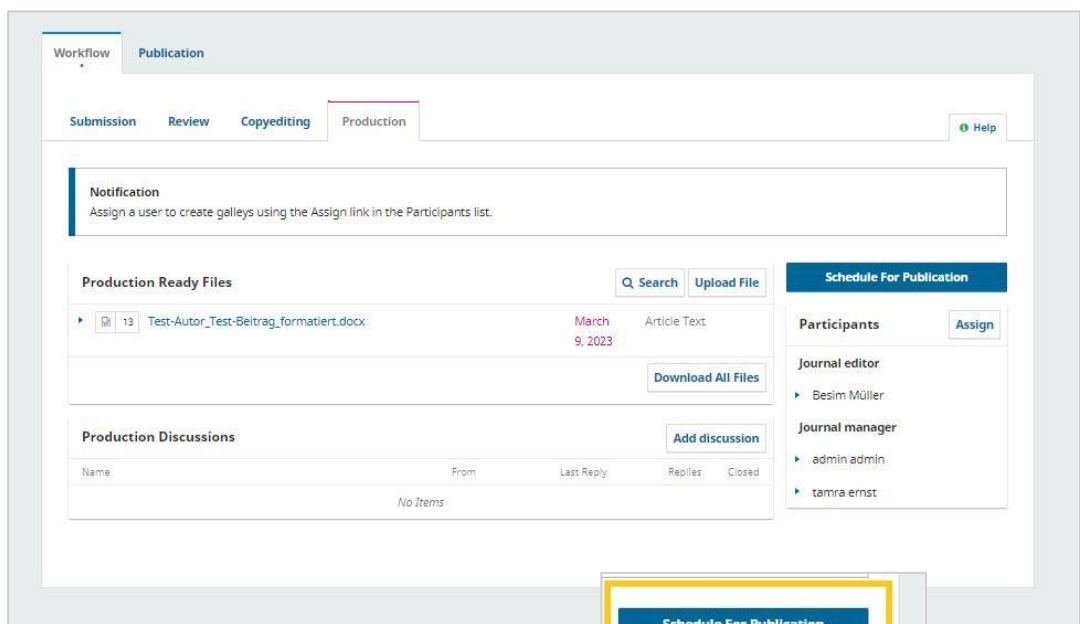 Workflow Publication
Submission Review Copyediting Production
Help
Notification
Assign a user to create galleys using the Assign link in the Participants list.
Production Ready Files Search Upload File
13 Test-Autor_Test-Beitrag_formatiert.docx March 9, 2023 Article Text
Download All Files
Production Discussions Add discussion
Name From Last Reply Replies Closed
No Items
Schedule For Publication
Participants Assign
Journal editor
Besim Müller
Journal manager
admin admin
tamra ernst
Schedule For Publication